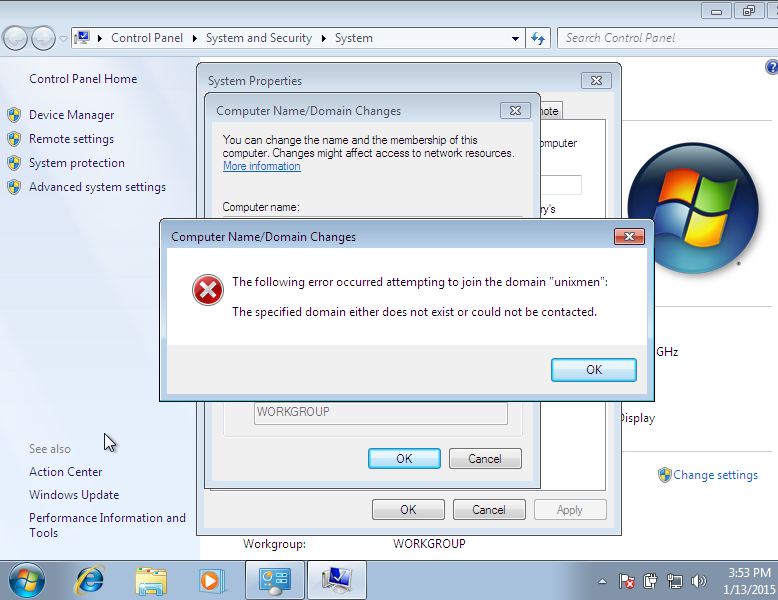 Control Panel
System and Security
System
Search Control Panel
Control Panel Home
Device Manager
Remote settings
System protection
Advanced system settings
See also
Action Center
Windows Update
Performance Information and
Tools
System Properties
Computer Name/Domain Changes
You can change the name and the membership of this
computer. Changes might affect access to network resources.
More information
Computer name:
Computer Name/Domain Changes
The following error occurred attempting to join the domain "unixmen":
The specified domain either does not exist or could not be contacted.
OK
WORKGROUP
OK Cancel
OK Cancel Apply
GHz
Change settings
Workgroup: WORKGROUP
3:53 PM
1/13/2015